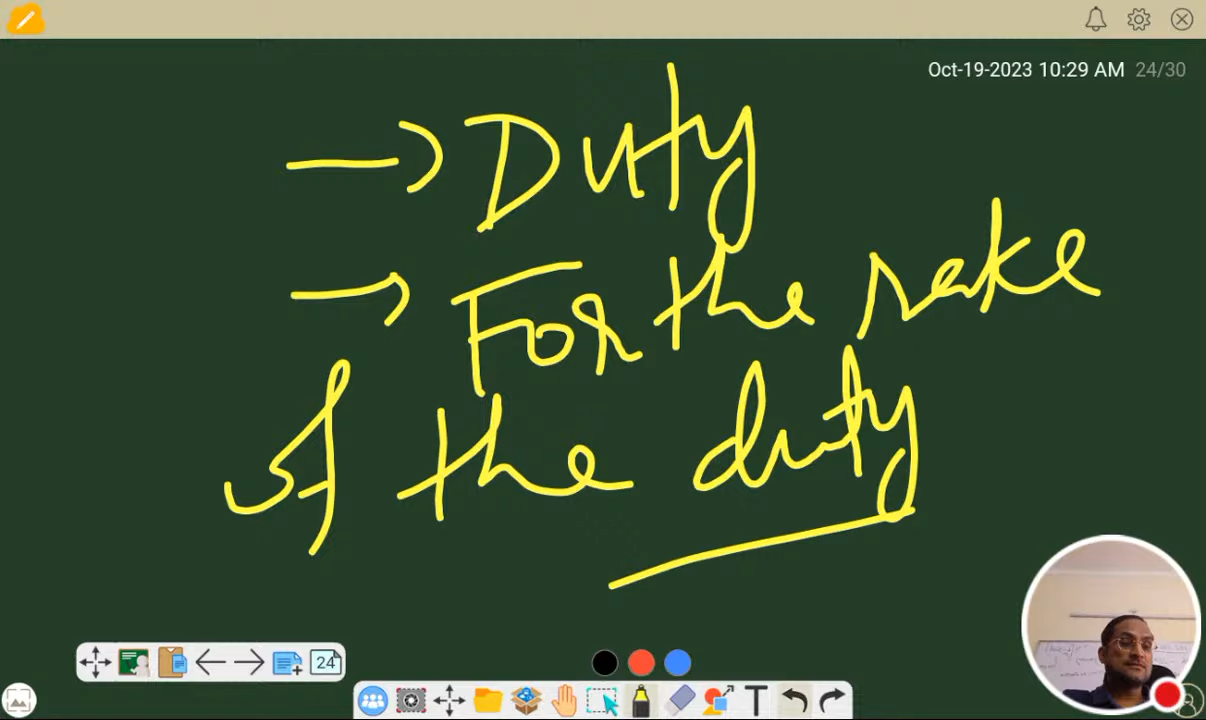 Oct-19-2023 10:29 AM 24/30
→ Duty
→ For the sake
of the duty
24
T